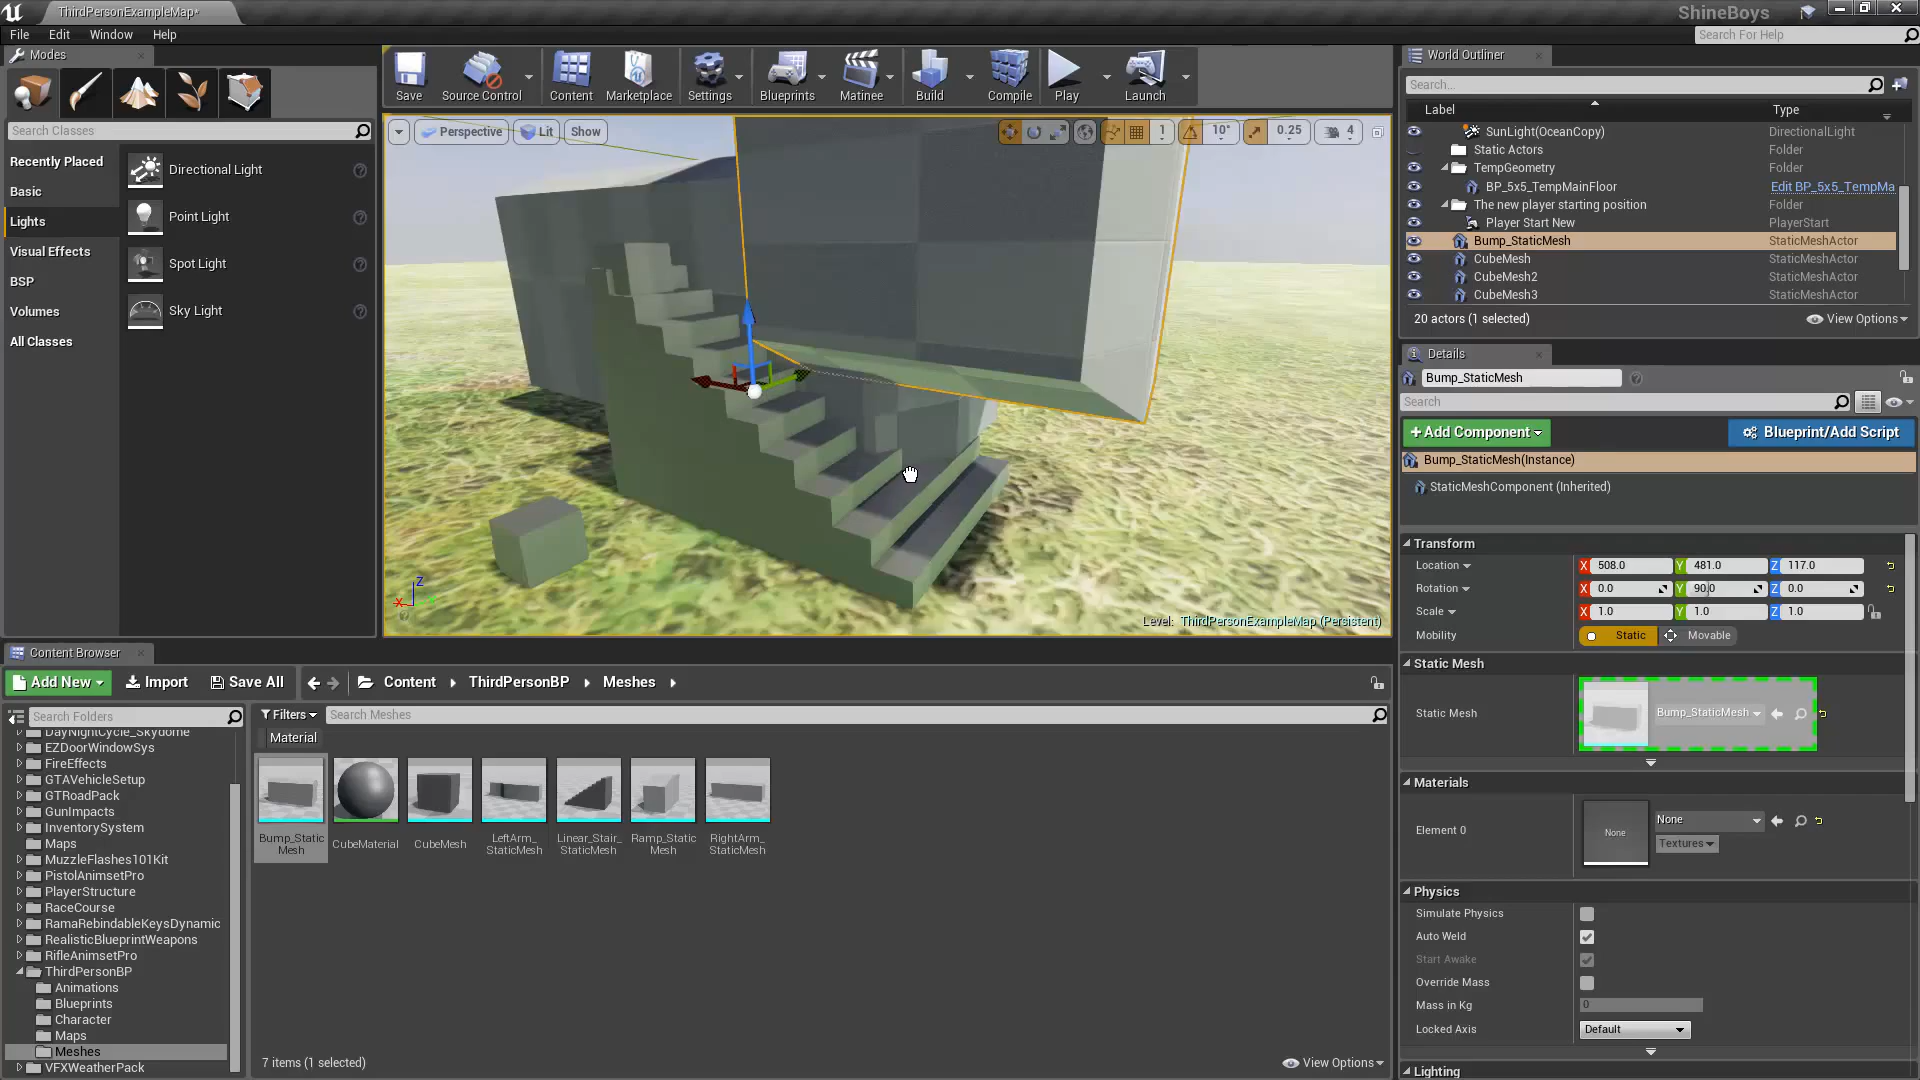 ThirdPersonExampleMap*
ShineBoys
File
Edit
Window
Help
Search For Help
Modes
Search Classes
Recently Placed
Basic
Lights
Visual Effects
BSP
Volumes
All Classes
Directional Light
Point Light
Spot Light
Sky Light
Save
Source Control
Content
Marketplace
Settings
Blueprints
Matinee
Build
Compile
Play
Launch
Perspective
Lit
Show
1
10°
0.25
4
Z
X
Level: ThirdPersonExampleMap (Persistent)
World Outliner
Search...
Label
Type
SunLight(OceanCopy)
DirectionalLight
Static Actors
Folder
TempGeometry
Folder
BP_5x5_TempMainFloor
Edit BP_5x5_TempMa
The new player starting position
Folder
Player Start New
PlayerStart
Bump_StaticMesh
StaticMeshActor
CubeMesh
StaticMeshActor
CubeMesh2
StaticMeshActor
CubeMesh3
StaticMeshActor
20 actors (1 selected)
View Options
Details
Bump_StaticMesh
Search
+Add Component
Blueprint/Add Script
Bump_StaticMesh(Instance)
StaticMeshComponent (Inherited)
Transform
Location
X 508.0
Y 481.0
Z 117.0
Rotation
X 0.0
Y 90.0
Z 0.0
Scale
X 1.0
Y 1.0
Z 1.0
Mobility
Static
Movable
Static Mesh
Static Mesh
Bump_StaticMesh
Materials
Element 0
None
None
Textures
Physics
Simulate Physics
Auto Weld
Start Awake
Override Mass
Mass in Kg
0
Locked Axis
Default
Lighting
Content Browser
Add New
Import
Save All
Content
ThirdPersonBP
Meshes
Search Folders
DayNightCycle_Skydome
EZDoorWindowSys
FireEffects
GTAVehicleSetup
GTRoadPack
GunImpacts
InventorySystem
Maps
MuzzleFlashes101Kit
PistolAnimsetPro
PlayerStructure
RaceCourse
RamaRebindableKeysDynamic
RealisticBlueprintWeapons
RifleAnimsetPro
ThirdPersonBP
Animations
Blueprints
Character
Maps
Meshes
VFXWeatherPack
Filters
Search Meshes
Material
Bump_Static
Mesh
CubeMaterial
CubeMesh
LeftArm_
StaticMesh
Linear_Stair_
StaticMesh
Ramp_Static
Mesh
RightArm_
StaticMesh
7 items (1 selected)
View Options